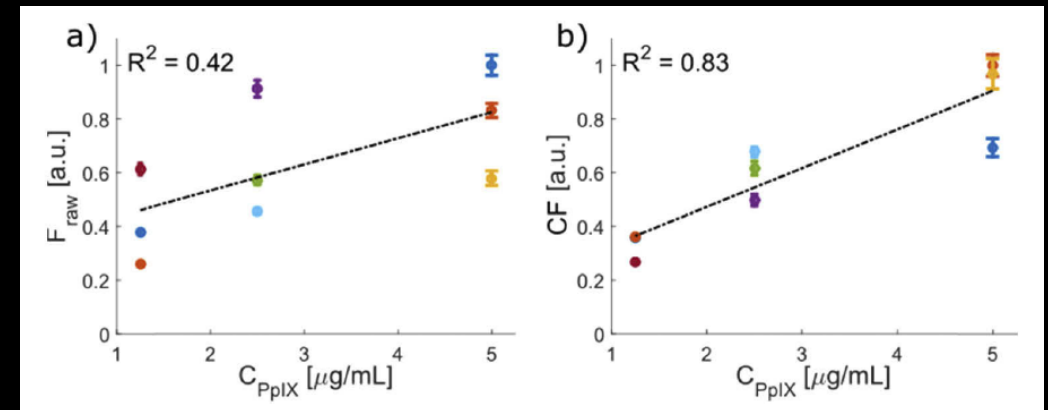 a)
R² = 0.42
1
0.8
0.6
0.4
0.2
0
F_raw [a.u.]
1 2 3 4 5
C_PpIX [μg/mL]
b)
R² = 0.83
1
0.8
0.6
0.4
0.2
0
CF [a.u.]
1 2 3 4 5
C_PpIX [μg/mL]